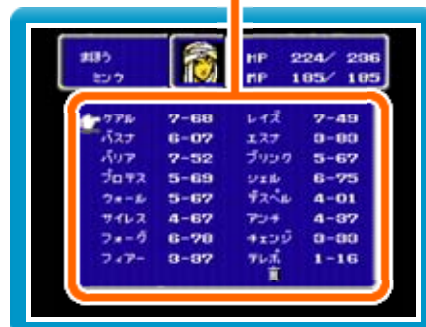 まほう
ミンウ
HP 224/ 236
MP 185/ 185
ケアル 7-68 レイズ 7-49
バスナ 6-07 エスナ 3-83
バリア 7-52 ブリンク 5-67
プロテス 5-69 シェル 6-75
ウォール 5-67 デスペル 4-01
サイレス 4-67 アンチ 4-37
フォーグ 6-78 チェンジ 3-33
フィアー 3-37 テレポ 1-16